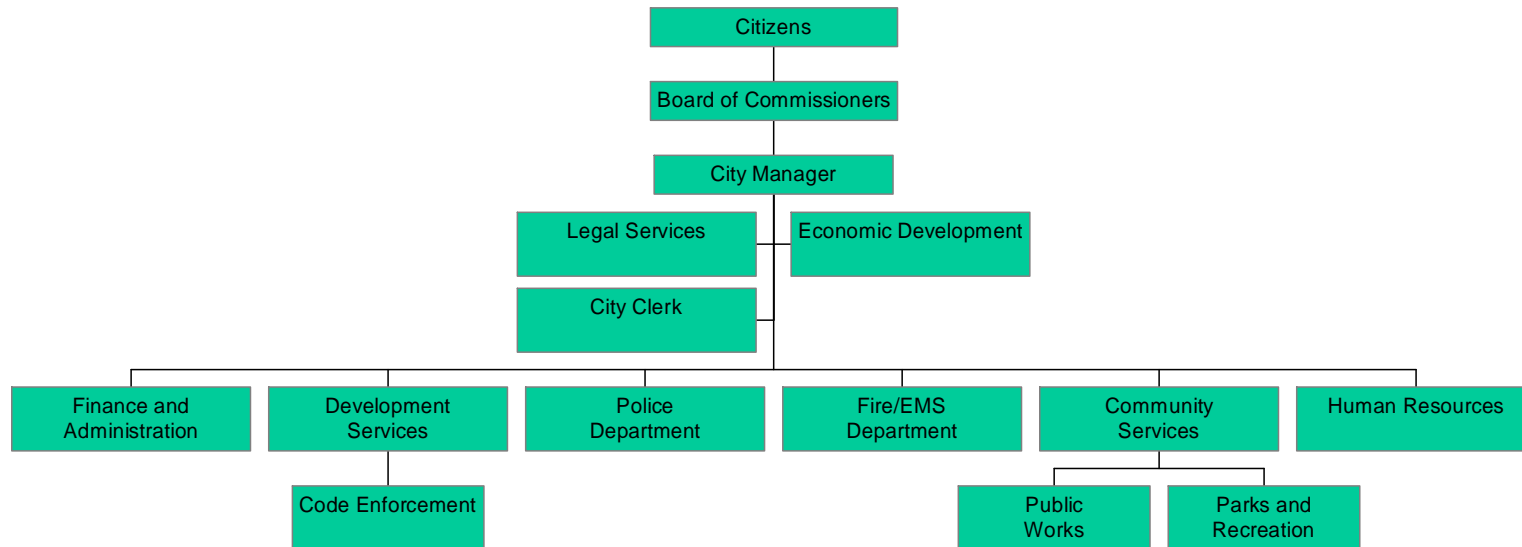 Citizens
Board of Commissioners
City Manager
Legal Services
Economic Development
City Clerk
Finance and
Administration
Development
Services
Police
Department
Fire/EMS
Department
Community
Services
Human Resources
Code Enforcement
Public
Works
Parks and
Recreation